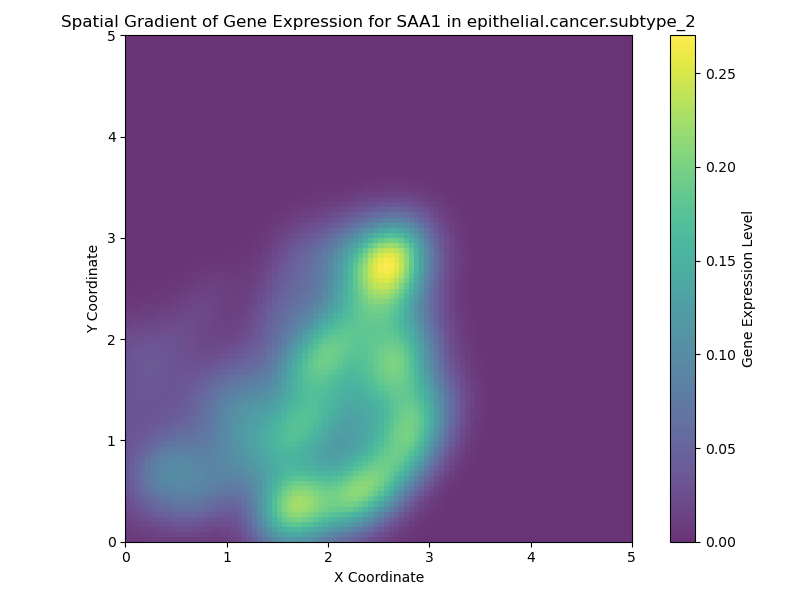 Spatial Gradient of Gene Expression for SAA1 in epithelial.cancer.subtype_2
5
4
3
2
1
0
Y Coordinate
0 1 2 3 4 5
X Coordinate
0.25
0.20
0.15
0.10
0.05
0.00
Gene Expression Level